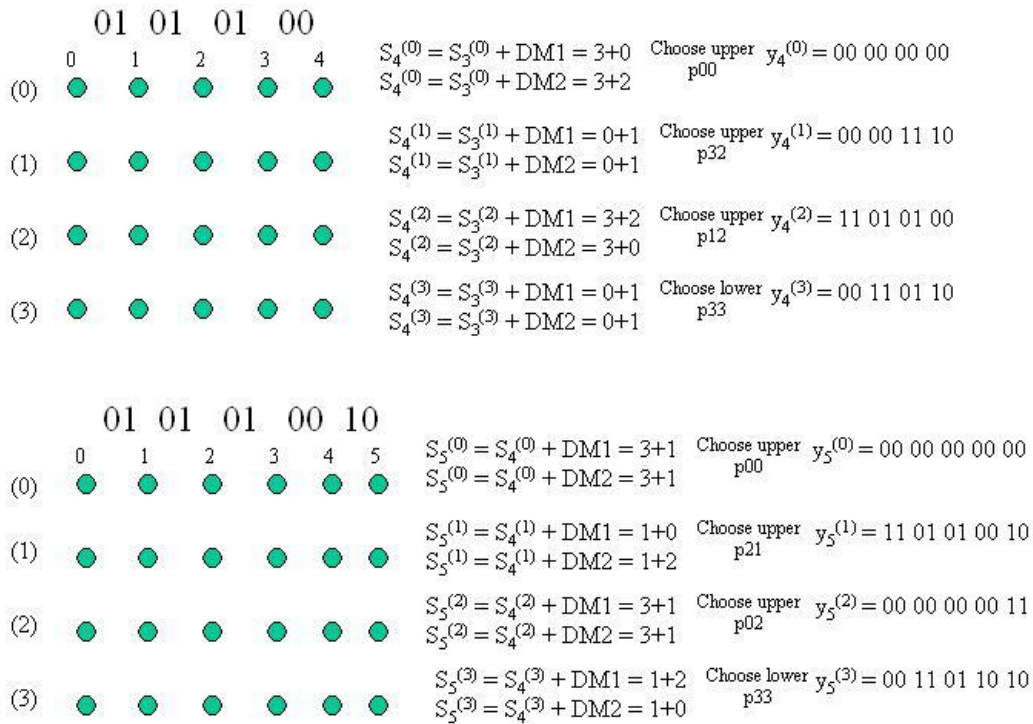 01 01 01 00
0 1 2 3 4
(0) S₄⁽⁰⁾ = S₃⁽⁰⁾ + DM1 = 3+0 Choose upper y₄⁽⁰⁾ = 00 00 00 00
S₄⁽⁰⁾ = S₃⁽⁰⁾ + DM2 = 3+2 p00
(1) S₄⁽¹⁾ = S₃⁽¹⁾ + DM1 = 0+1 Choose upper y₄⁽¹⁾ = 00 00 11 10
S₄⁽¹⁾ = S₃⁽¹⁾ + DM2 = 0+1 p32
(2) S₄⁽²⁾ = S₃⁽²⁾ + DM1 = 3+2 Choose upper y₄⁽²⁾ = 11 01 01 00
S₄⁽²⁾ = S₃⁽²⁾ + DM2 = 3+0 p12
(3) S₄⁽³⁾ = S₃⁽³⁾ + DM1 = 0+1 Choose lower y₄⁽³⁾ = 00 11 01 10
S₄⁽³⁾ = S₃⁽³⁾ + DM2 = 0+1 p33
01 01 01 00 10
0 1 2 3 4 5
(0) S₅⁽⁰⁾ = S₄⁽⁰⁾ + DM1 = 3+1 Choose upper y₅⁽⁰⁾ = 00 00 00 00 00
S₅⁽⁰⁾ = S₄⁽⁰⁾ + DM2 = 3+1 p00
(1) S₅⁽¹⁾ = S₄⁽¹⁾ + DM1 = 1+0 Choose upper y₅⁽¹⁾ = 11 01 01 00 10
S₅⁽¹⁾ = S₄⁽¹⁾ + DM2 = 1+2 p21
(2) S₅⁽²⁾ = S₄⁽²⁾ + DM1 = 3+1 Choose upper y₅⁽²⁾ = 00 00 00 00 11
S₅⁽²⁾ = S₄⁽²⁾ + DM2 = 3+1 p02
(3) S₅⁽³⁾ = S₄⁽³⁾ + DM1 = 1+2 Choose lower y₅⁽³⁾ = 00 11 01 10 10
S₅⁽³⁾ = S₄⁽³⁾ + DM2 = 1+0 p33